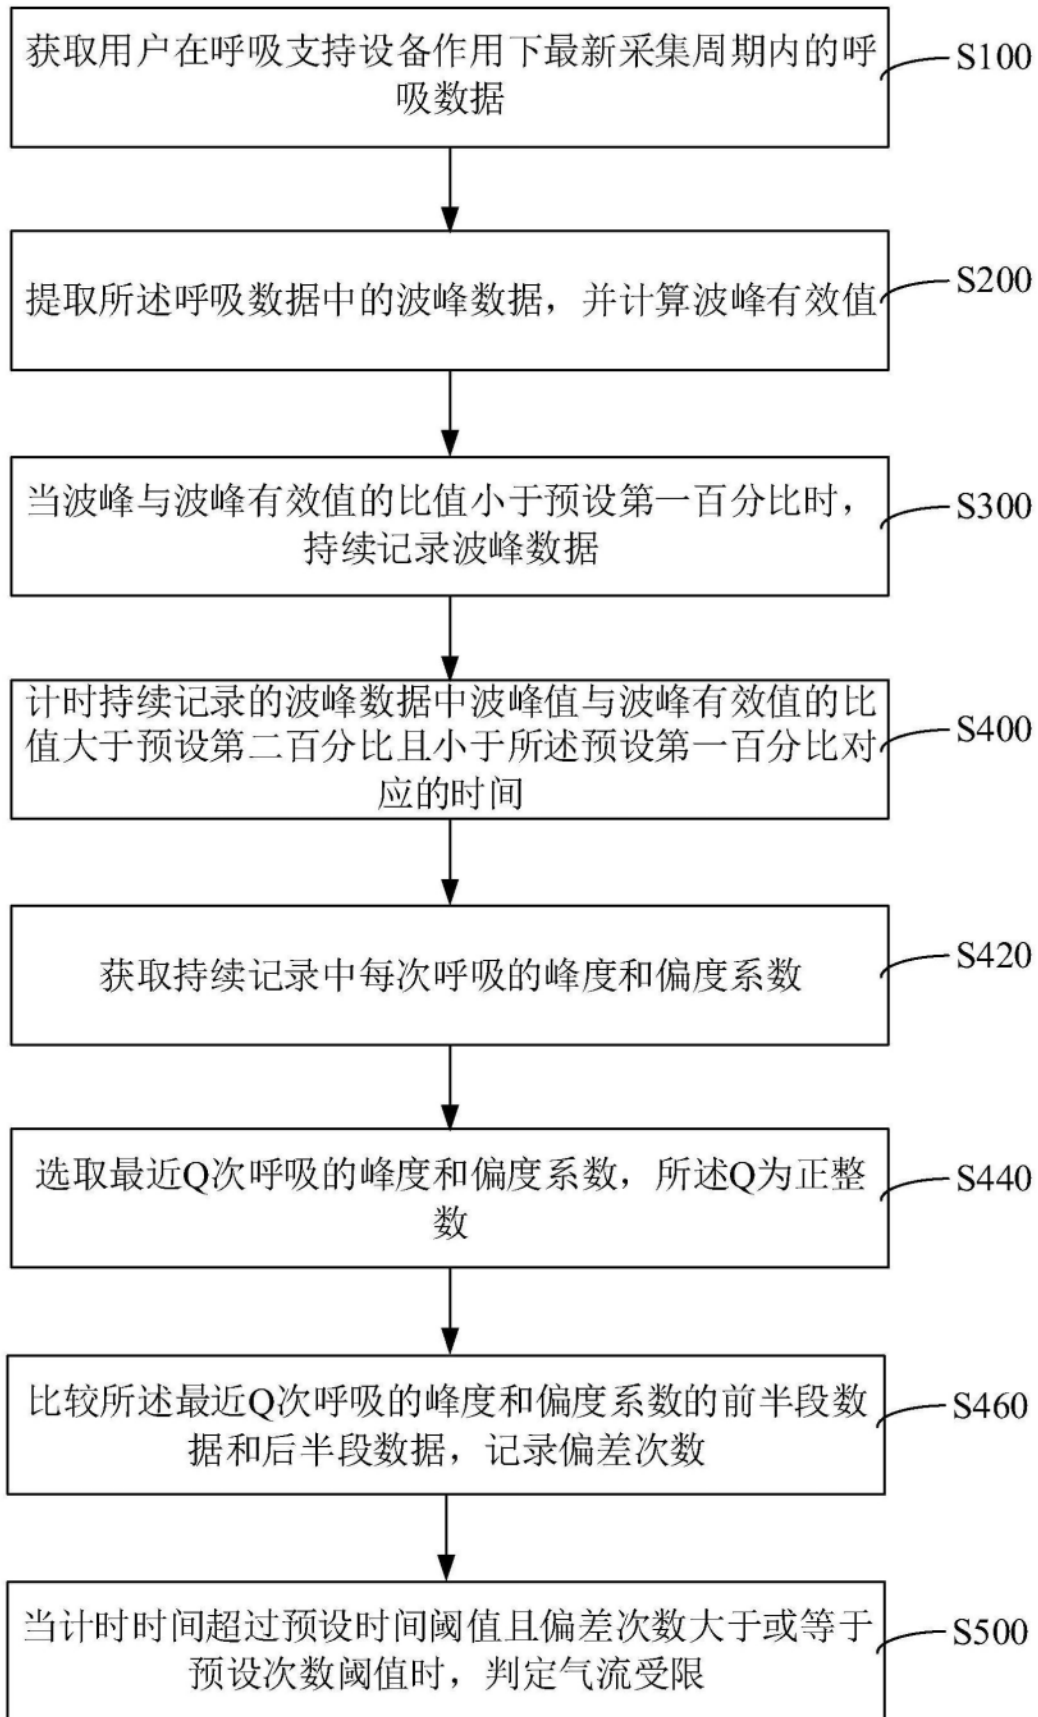 获取用户在呼吸支持设备作用下最新采集周期内的呼
吸数据
S100
提取所述呼吸数据中的波峰数据，并计算波峰有效值
S200
当波峰与波峰有效值的比值小于预设第一百分比时，
持续记录波峰数据
S300
计时持续记录的波峰数据中波峰值与波峰有效值的比
值大于预设第二百分比且小于所述预设第一百分比对
应的时间
S400
获取持续记录中每次呼吸的峰度和偏度系数
S420
选取最近Q次呼吸的峰度和偏度系数，所述Q为正整
数
S440
比较所述最近Q次呼吸的峰度和偏度系数的前半段数
据和后半段数据，记录偏差次数
S460
当计时时间超过预设时间阈值且偏差次数大于或等于
预设次数阈值时，判定气流受限
S500